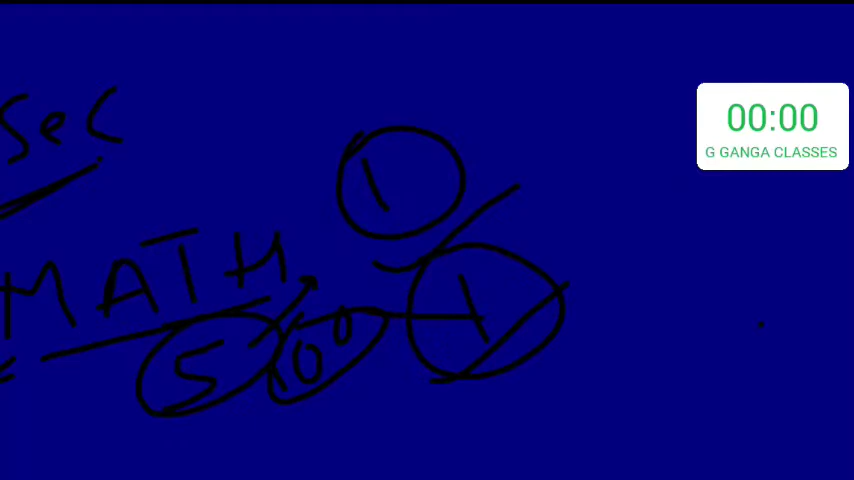 Sec
00:00
G GANGA CLASSES
1
MATH
1
5 100